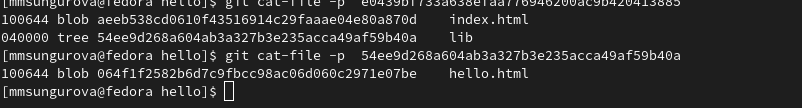 [mmsungurova@fedora hello]$ git cat-file -p  e0439bf733a638efaa776946200ac9b420413885
100644 blob aeeb538cd0610f43516914c29faaae04e80a870d    index.html
040000 tree 54ee9d268a604ab3a327b3e235acca49af59b40a    lib
[mmsungurova@fedora hello]$ git cat-file -p  54ee9d268a604ab3a327b3e235acca49af59b40a
100644 blob 064f1f2582b6d7c9fbcc98ac06d060c2971e07be    hello.html
[mmsungurova@fedora hello]$